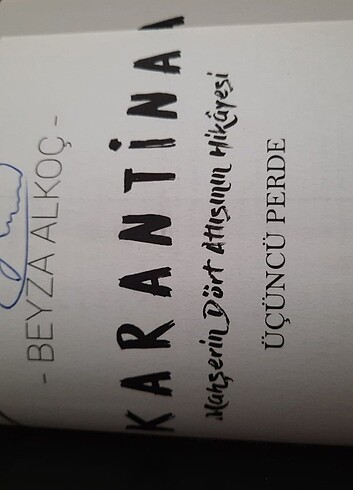 - BEYZA ALKOÇ -
KARANTİNA
Mahşerin Dört Atlısının Hikâyesi
ÜÇÜNCÜ PERDE